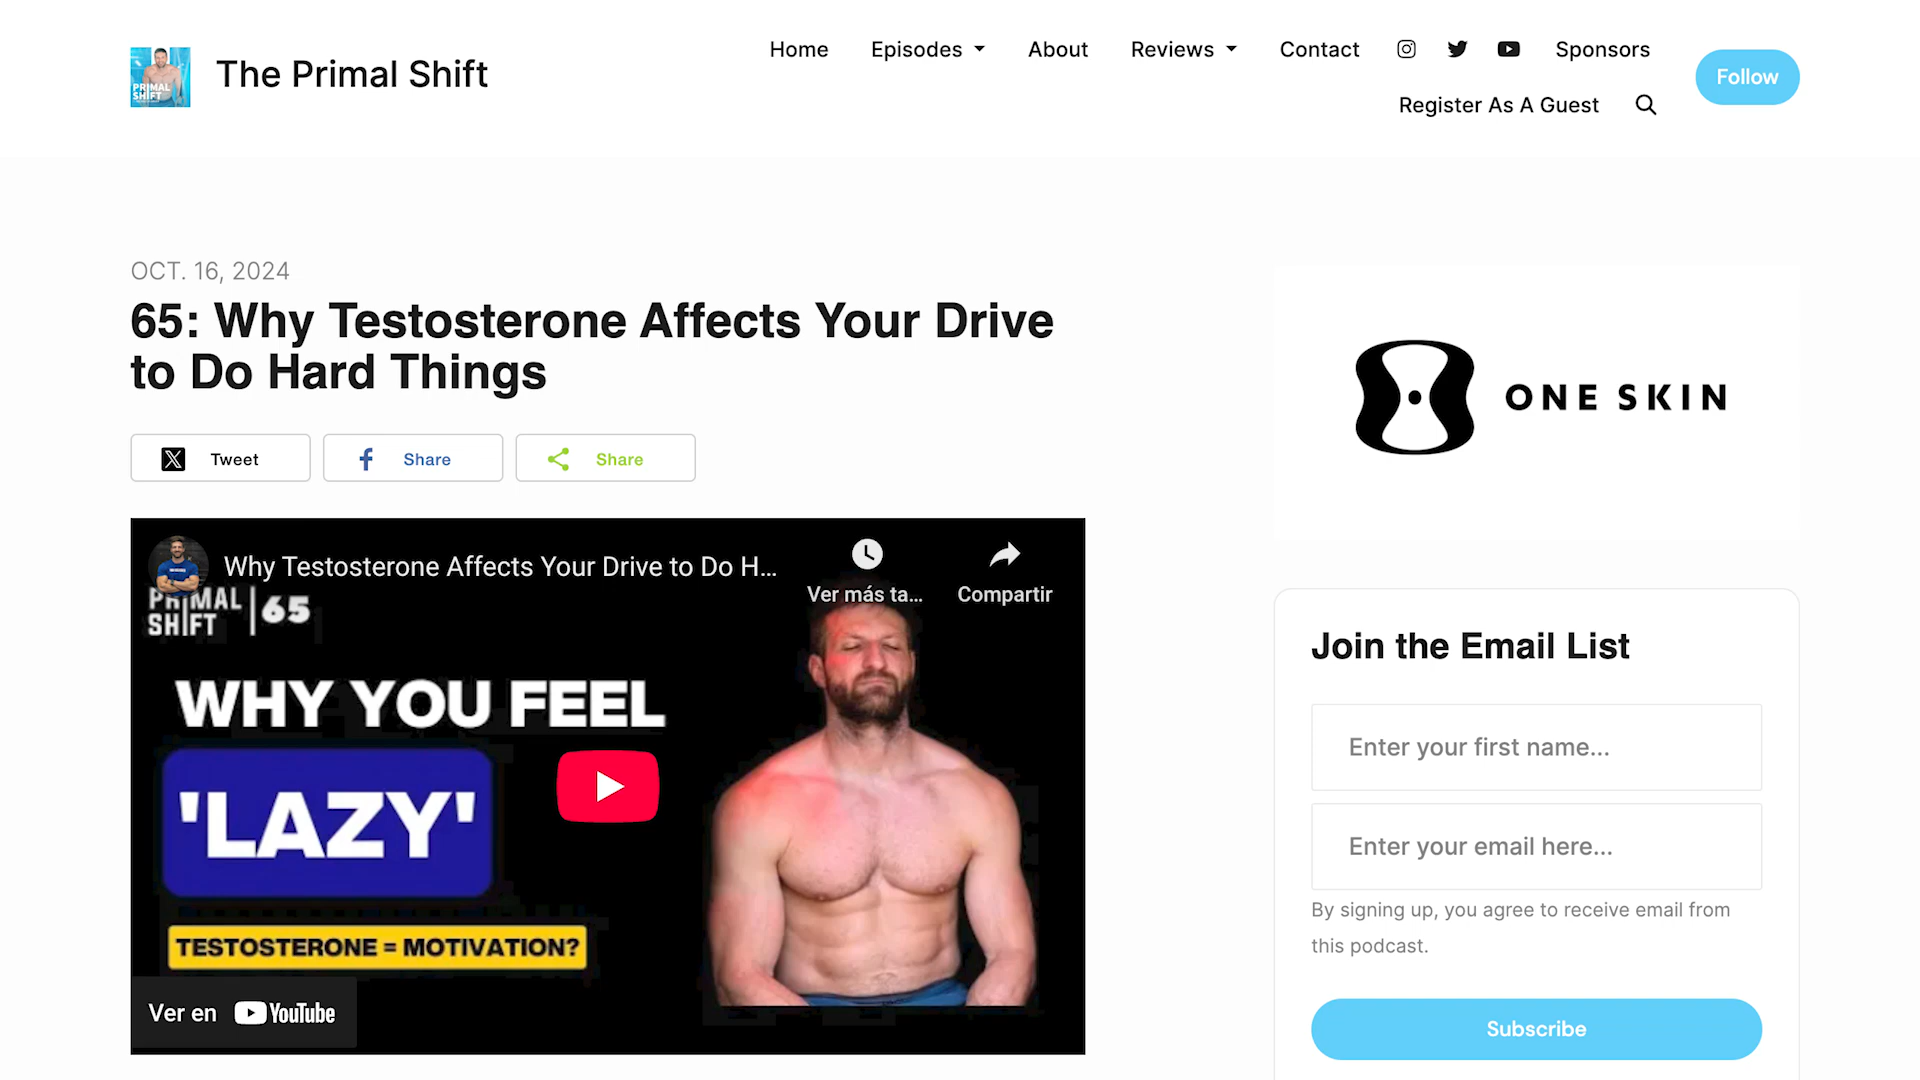 PRIMAL
SHIFT
The Primal Shift
Home
Episodes
About
Reviews
Contact
Sponsors
Register As A Guest
Follow
OCT. 16, 2024
65: Why Testosterone Affects Your Drive
to Do Hard Things
Tweet
Share
Share
Why Testosterone Affects Your Drive to Do H...
Ver más ta...
Compartir
PRIMAL
SHIFT
65
WHY YOU FEEL
'LAZY'
TESTOSTERONE = MOTIVATION?
Ver en YouTube
ONE SKIN
Join the Email List
Enter your first name...
Enter your email here...
By signing up, you agree to receive email from
this podcast.
Subscribe